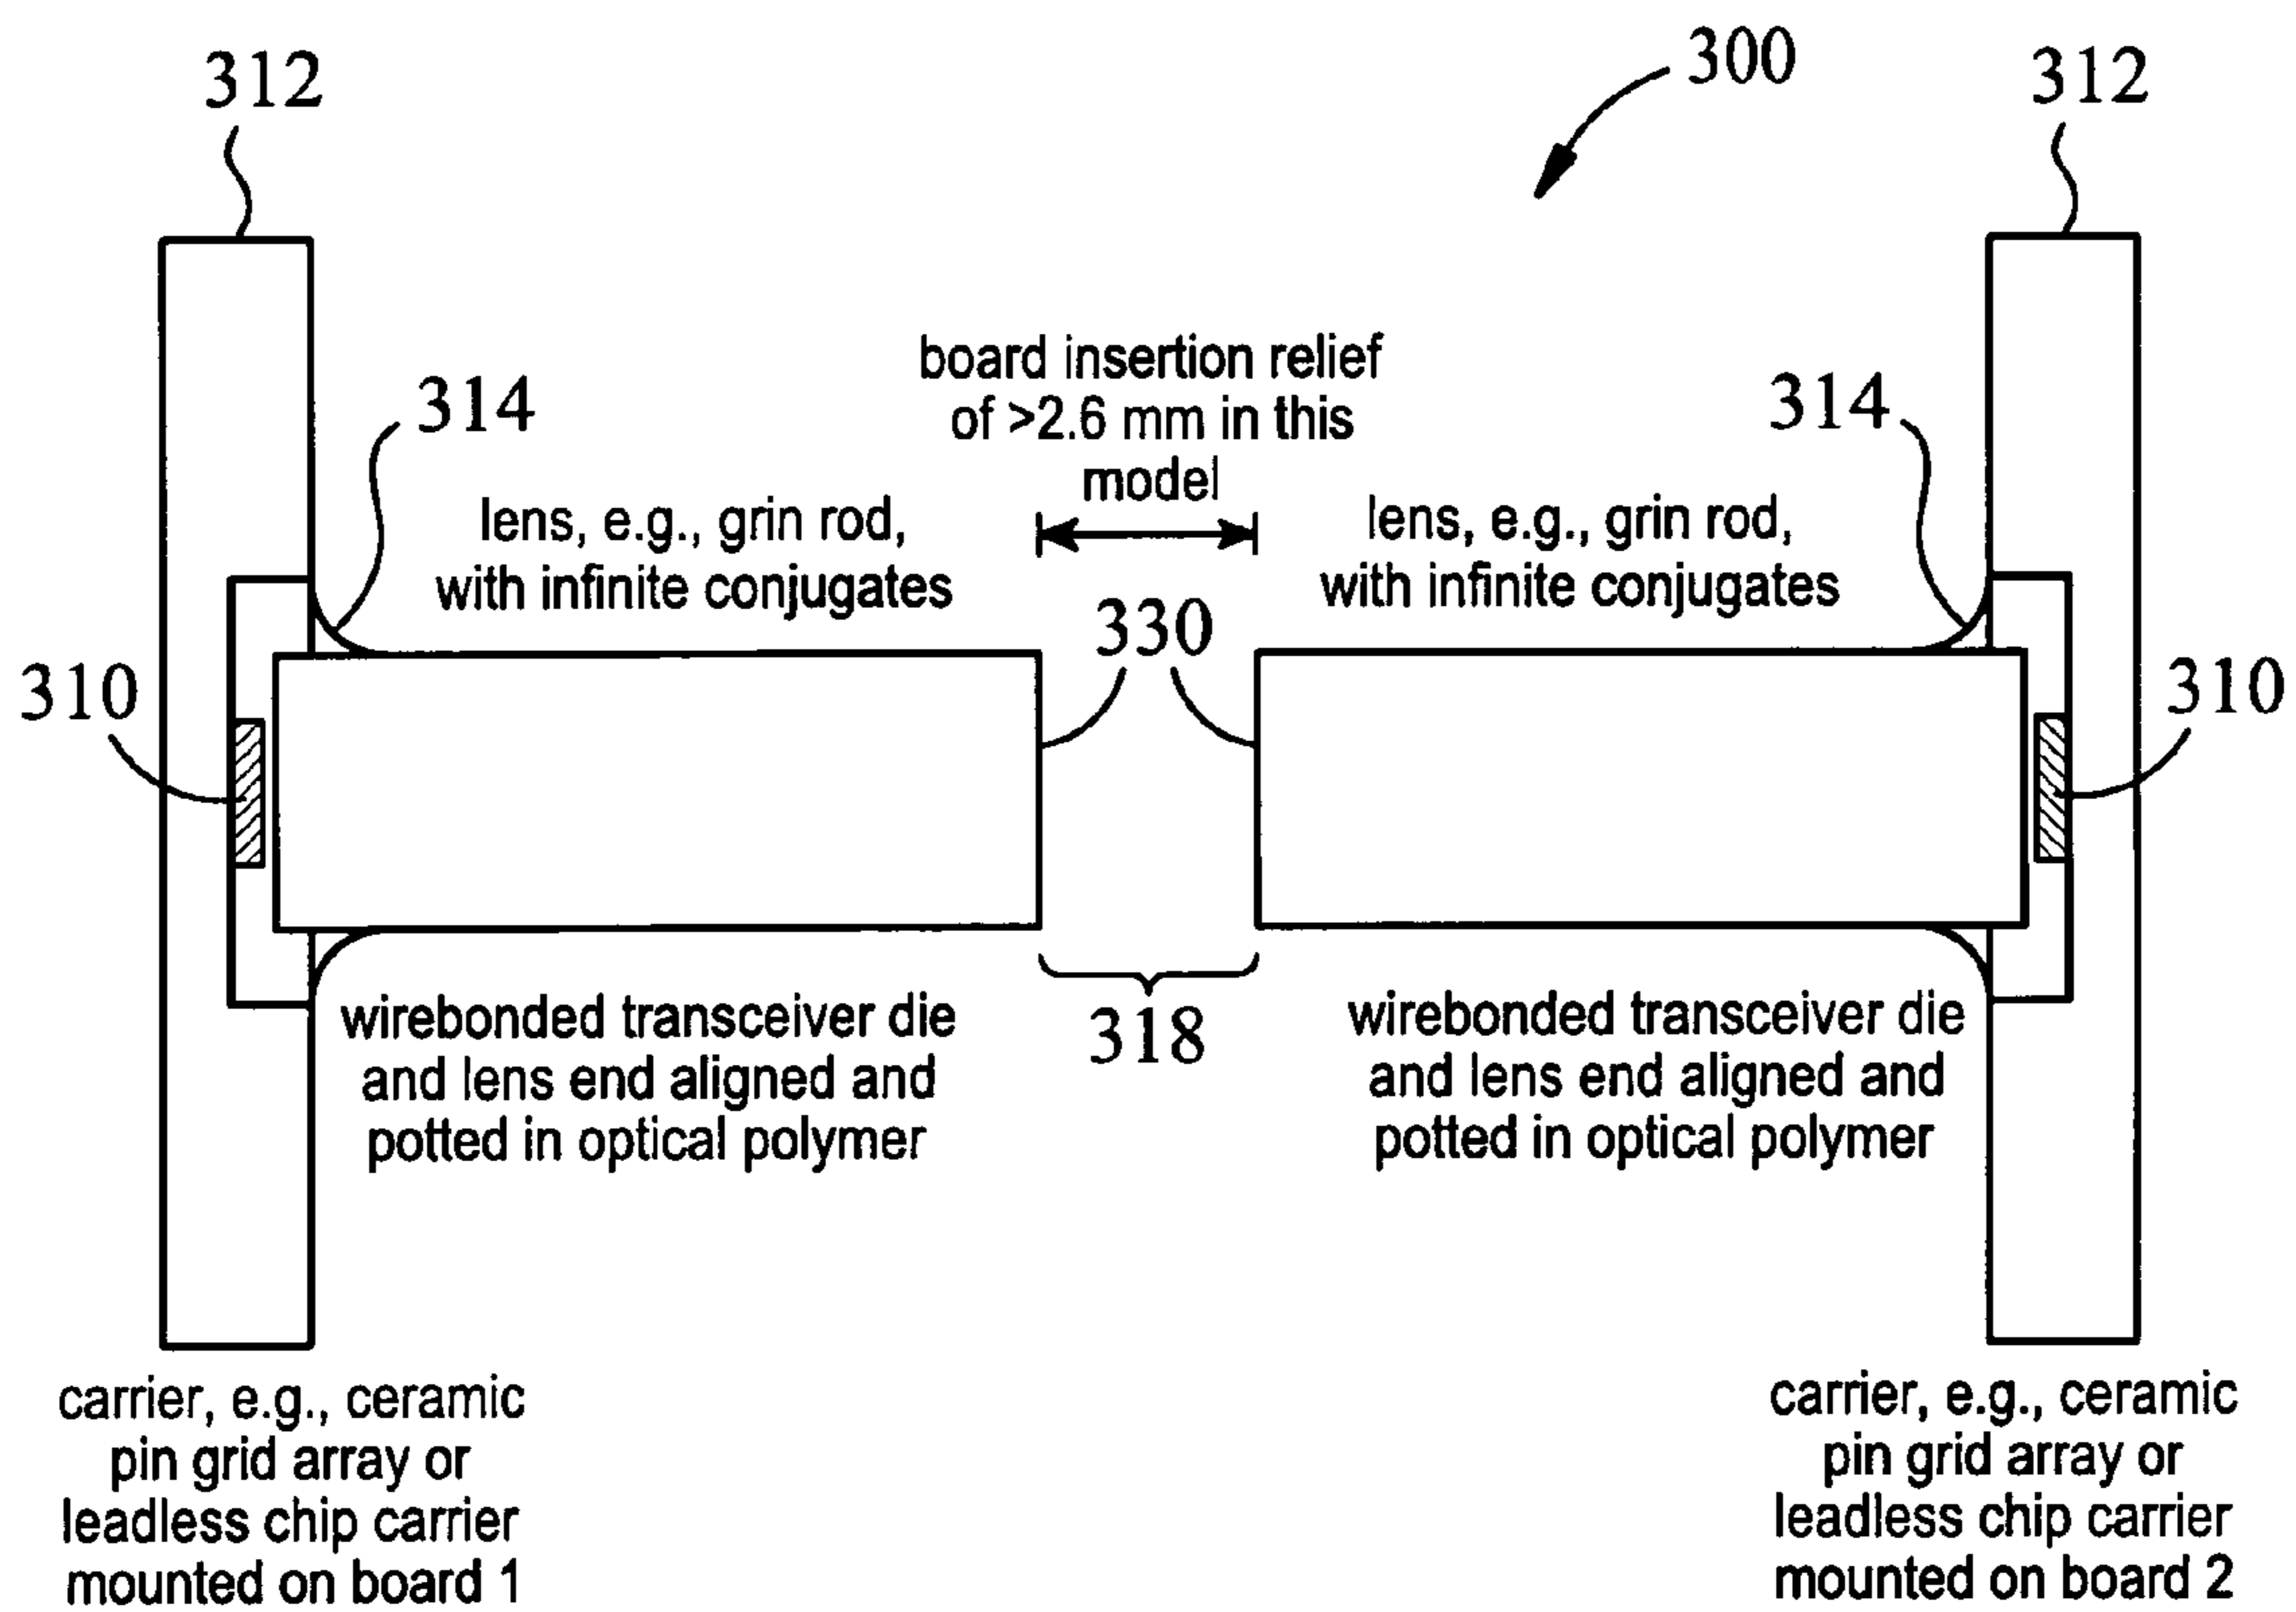 300
312
312
board insertion relief
of >2.6 mm in this
model
314
314
lens, e.g., grin rod,
with infinite conjugates
lens, e.g., grin rod,
with infinite conjugates
330
310
310
318
wirebonded transceiver die
and lens end aligned and
potted in optical polymer
wirebonded transceiver die
and lens end aligned and
potted in optical polymer
carrier, e.g., ceramic
pin grid array or
leadless chip carrier
mounted on board 1
carrier, e.g., ceramic
pin grid array or
leadless chip carrier
mounted on board 2